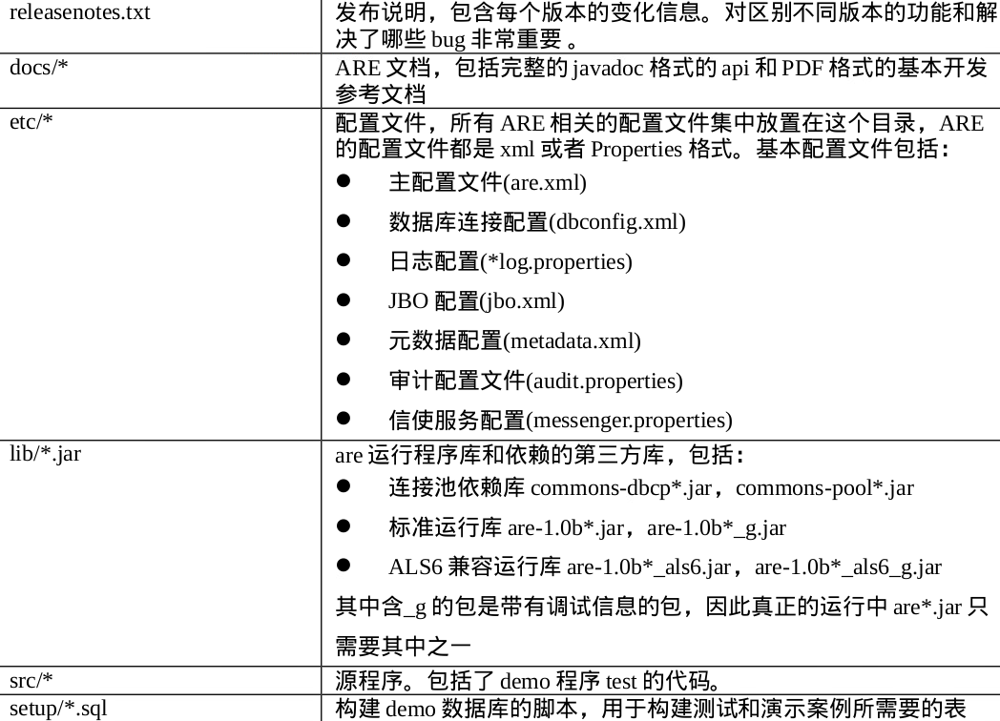 releasenotes.txt
发布说明，包含每个版本的变化信息。对区别不同版本的功能和解
决了哪些 bug 非常重要 。
docs/*
ARE 文档，包括完整的 javadoc 格式的 api 和 PDF 格式的基本开发
参考文档
etc/*
配置文件，所有 ARE 相关的配置文件集中放置在这个目录，ARE
的配置文件都是 xml 或者 Properties 格式。基本配置文件包括：
● 主配置文件(are.xml)
● 数据库连接配置(dbconfig.xml)
● 日志配置(*log.properties)
● JBO 配置(jbo.xml)
● 元数据配置(metadata.xml)
● 审计配置文件(audit.properties)
● 信使服务配置(messenger.properties)
lib/*.jar
are 运行程序库和依赖的第三方库，包括：
● 连接池依赖库 commons-dbcp*.jar，commons-pool*.jar
● 标准运行库 are-1.0b*.jar，are-1.0b*_g.jar
● ALS6 兼容运行库 are-1.0b*_als6.jar，are-1.0b*_als6_g.jar
其中含_g 的包是带有调试信息的包，因此真正的运行中 are*.jar 只
需要其中之一
src/*
源程序。包括了 demo 程序 test 的代码。
setup/*.sql
构建 demo 数据库的脚本，用于构建测试和演示案例所需要的表